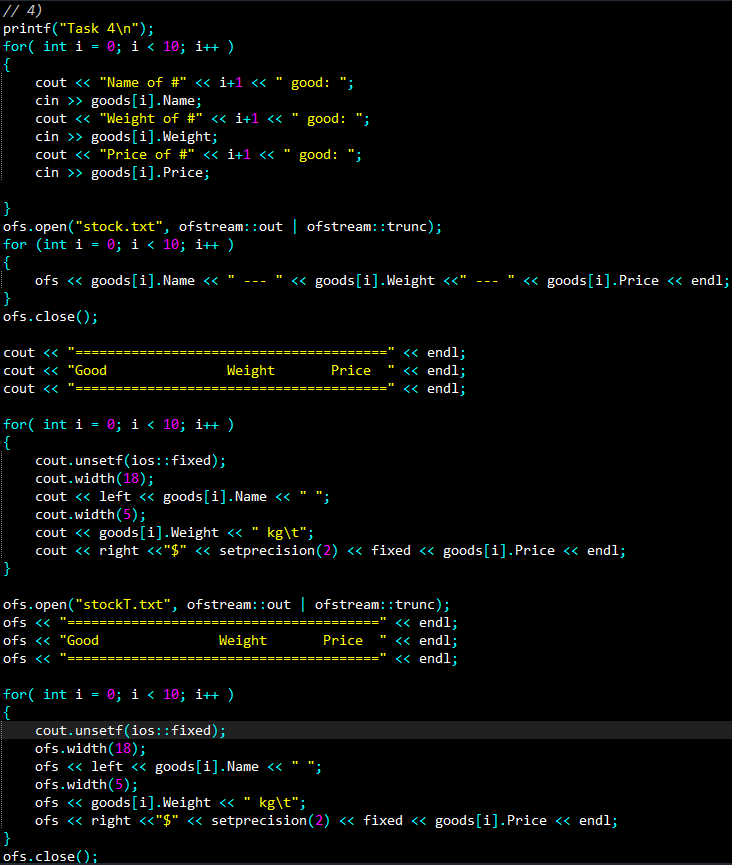 // 4)
printf("Task 4\n");
for( int i = 0; i < 10; i++ )
{
    cout << "Name of #" << i+1 << " good: ";
    cin >> goods[i].Name;
    cout << "Weight of #" << i+1 << " good: ";
    cin >> goods[i].Weight;
    cout << "Price of #" << i+1 << " good: ";
    cin >> goods[i].Price;

}
ofs.open("stock.txt", ofstream::out | ofstream::trunc);
for (int i = 0; i < 10; i++ )
{
    ofs << goods[i].Name << " --- " << goods[i].Weight <<" --- " << goods[i].Price << endl;
}
ofs.close();

cout << "=======================================" << endl;
cout << "Good               Weight       Price  " << endl;
cout << "=======================================" << endl;

for( int i = 0; i < 10; i++ )
{
    cout.unsetf(ios::fixed);
    cout.width(18);
    cout << left << goods[i].Name << " ";
    cout.width(5);
    cout << goods[i].Weight << " kg\t";
    cout << right <<"$" << setprecision(2) << fixed << goods[i].Price << endl;
}

ofs.open("stockT.txt", ofstream::out | ofstream::trunc);
ofs << "=======================================" << endl;
ofs << "Good               Weight       Price  " << endl;
ofs << "=======================================" << endl;

for( int i = 0; i < 10; i++ )
{
    cout.unsetf(ios::fixed);
    ofs.width(18);
    ofs << left << goods[i].Name << " ";
    ofs.width(5);
    ofs << goods[i].Weight << " kg\t";
    ofs << right <<"$" << setprecision(2) << fixed << goods[i].Price << endl;
}
ofs.close();